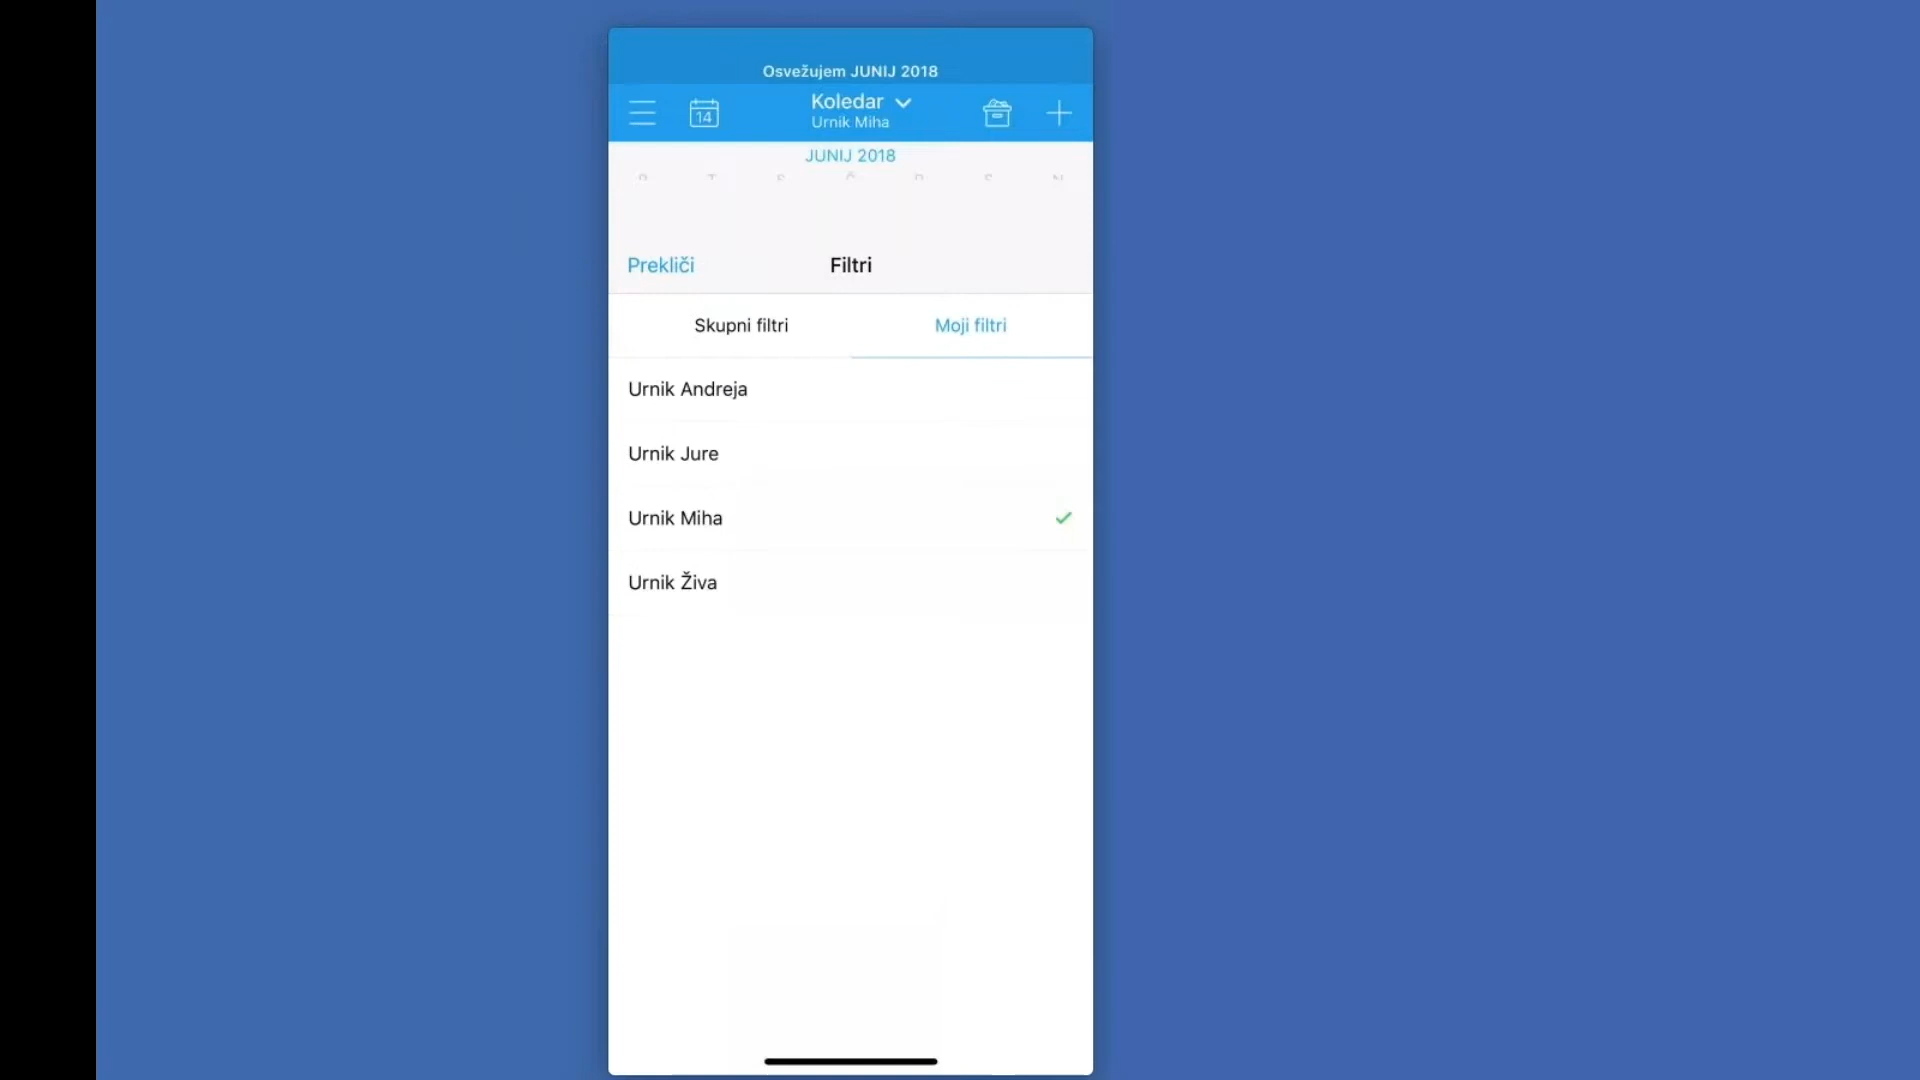 Osvežujem JUNIJ 2018
14
Koledar
Urnik Miha
JUNIJ 2018
Prekliči
Filtri
Skupni filtri
Moji filtri
Urnik Andreja
Urnik Jure
Urnik Miha
Urnik Živa